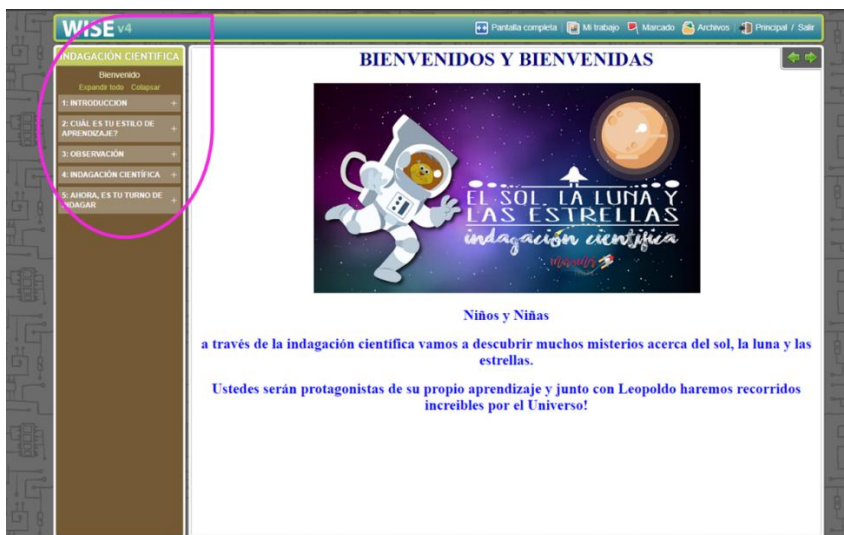 WISE v4
Pantalla completa
Mi trabajo
Marcado
Archivos
Principal / Salir
INDAGACIÓN CIENTÍFICA
Bienvenido
Expandir todo Colapsar
1: INTRODUCCION +
2: CUÁL ES TU ESTILO DE
APRENDIZAJE? +
3: OBSERVACIÓN +
4: INDAGACIÓN CIENTÍFICA +
5: AHORA, ES TU TURNO DE
INDAGAR +
BIENVENIDOS Y BIENVENIDAS
EL SOL, LA LUNA Y
LAS ESTRELLAS
indagación científica
Niños y Niñas
a través de la indagación científica vamos a descubrir muchos misterios acerca del sol, la luna y las
estrellas.
Ustedes serán protagonistas de su propio aprendizaje y junto con Leopoldo haremos recorridos
increíbles por el Universo!